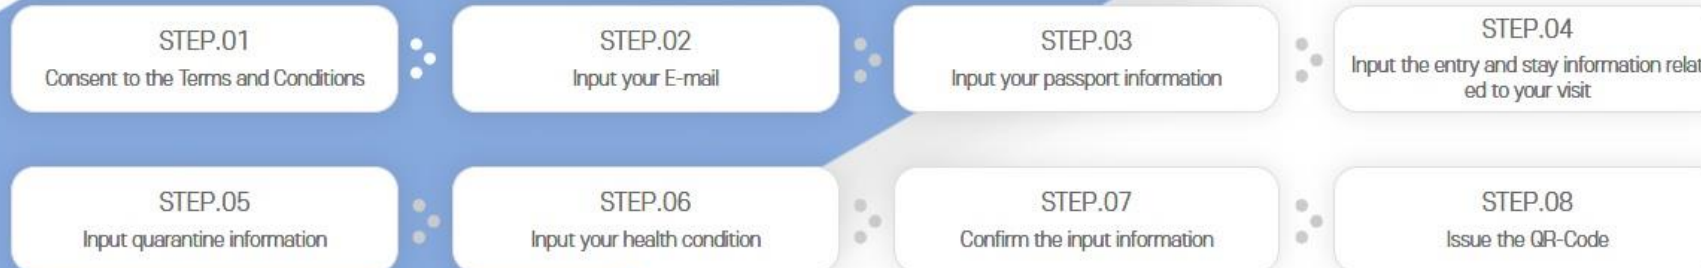 STEP.01
Consent to the Terms and Conditions
STEP.02
Input your E-mail
STEP.03
Input your passport information
STEP.04
Input the entry and stay information relat
ed to your visit
STEP.05
Input quarantine information
STEP.06
Input your health condition
STEP.07
Confirm the input information
STEP.08
Issue the QR-Code